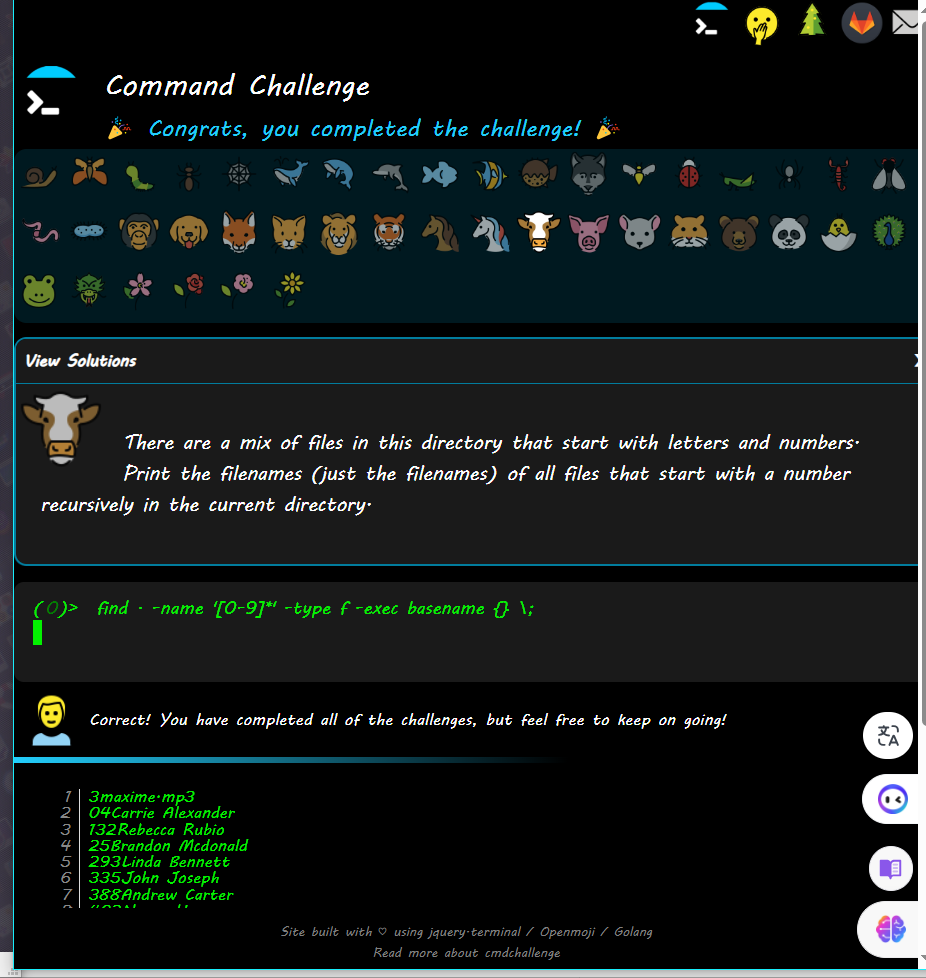 Command Challenge
🎉 Congrats, you completed the challenge! 🎉
View Solutions
There are a mix of files in this directory that start with letters and numbers.
Print the filenames (just the filenames) of all files that start with a number
recursively in the current directory.
(0)> find . -name '[0-9]*' -type f -exec basename {} \;
Correct! You have completed all of the challenges, but feel free to keep on going!
1 3maxime.mp3
2 04Carrie Alexander
3 132Rebecca Rubio
4 25Brandon Mcdonald
5 293Linda Bennett
6 335John Joseph
7 388Andrew Carter
Site built with ♡ using jquery.terminal / Openmoji / Golang
Read more about cmdchallenge